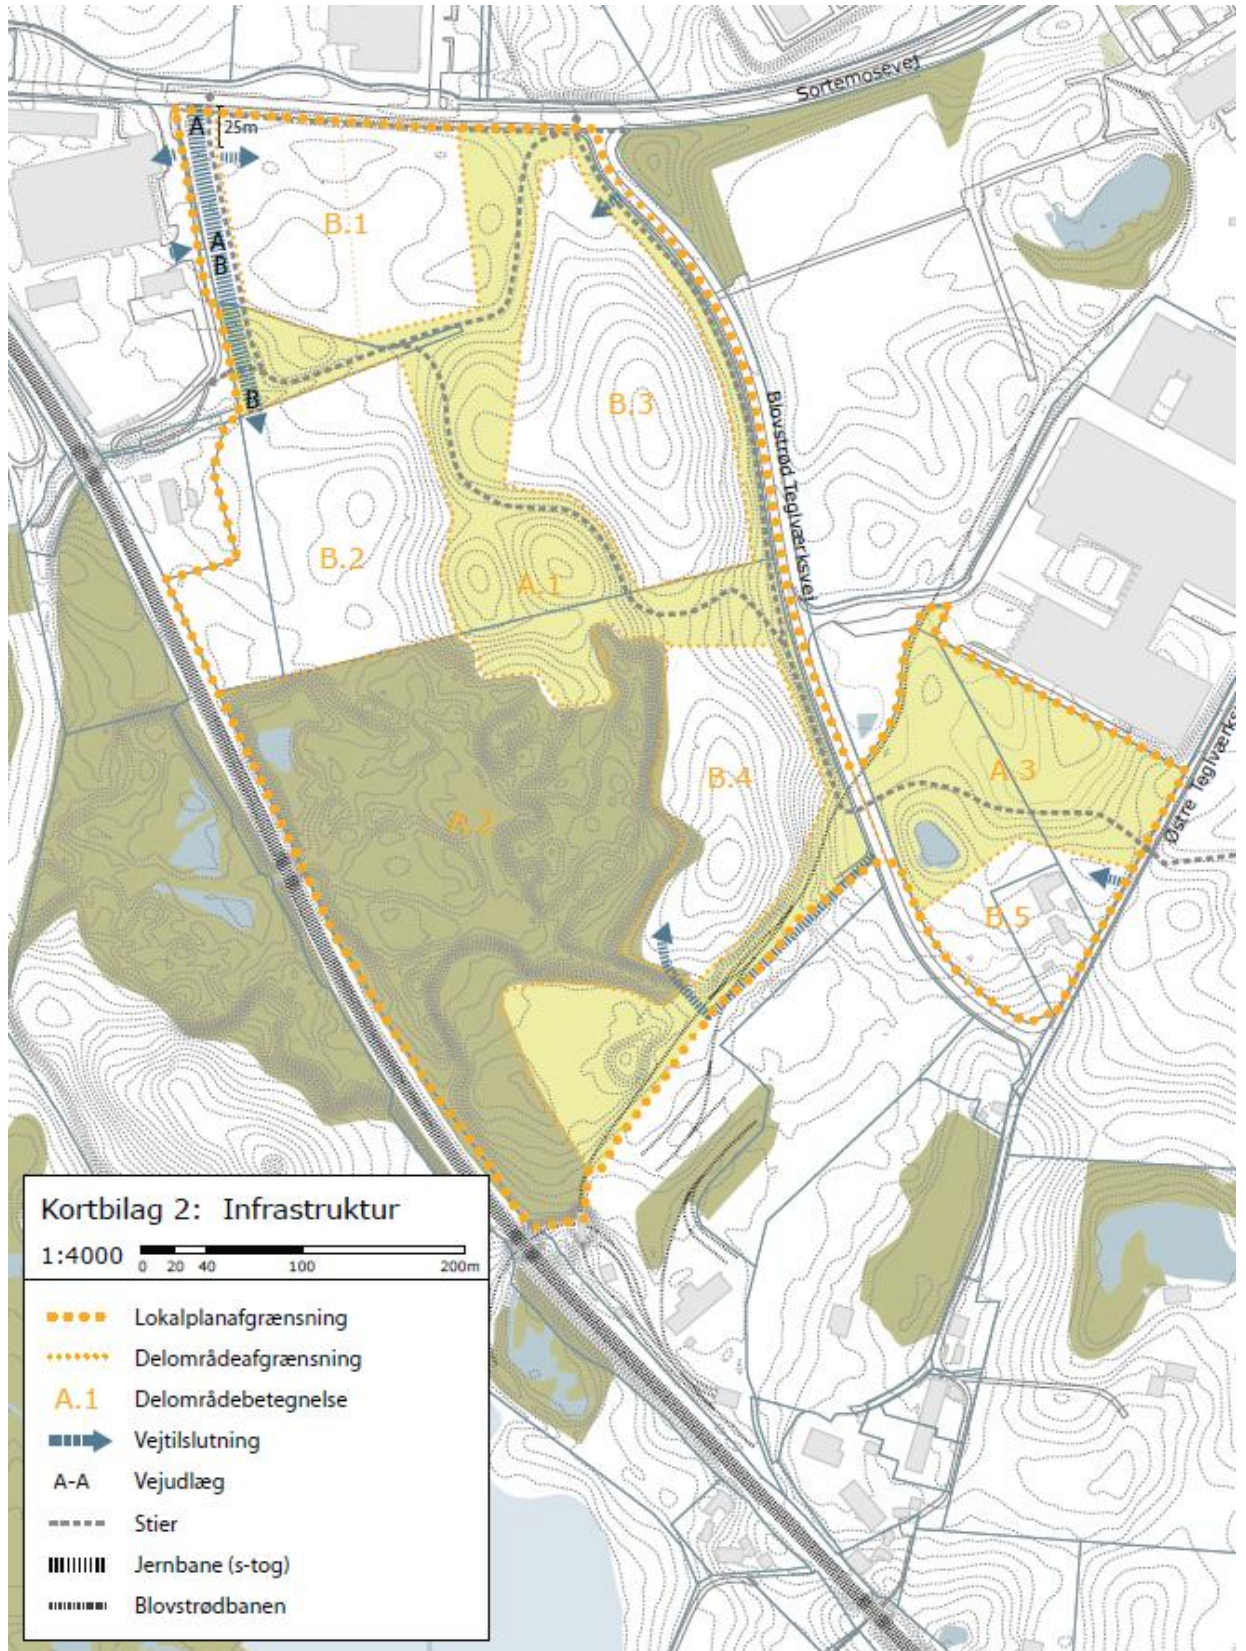 Sortemosevej
A
25m
B.1
A
B
B.3
B
Blovstrød Teglværksvej
B.2
A.1
A.3
B.4
A.2
Østre Teglværks
B.5
Kortbilag 2: Infrastruktur
1:4000
0 20 40 100 200m
Lokalplanafgrænsning
Delområdeafgrænsning
A.1 Delområdebetegnelse
Vejtilslutning
A-A Vejudlæg
Stier
Jernbane (s-tog)
Blovstrødbanen